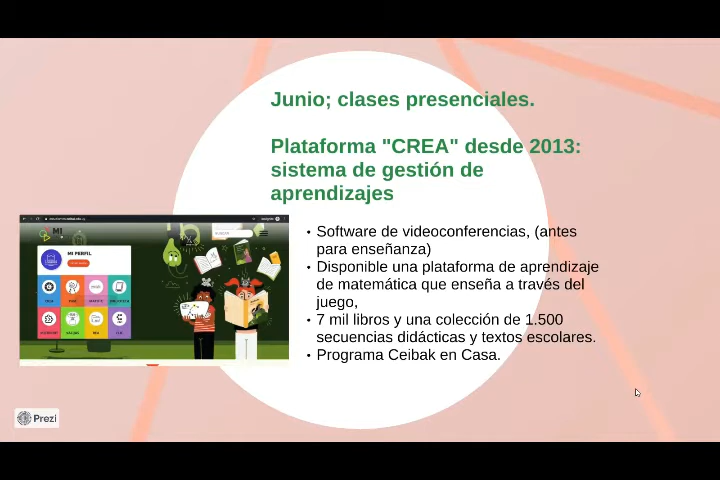 Junio; clases presenciales.
Plataforma "CREA" desde 2013:
sistema de gestión de
aprendizajes
• Software de videoconferencias, (antes
para enseñanza)
• Disponible una plataforma de aprendizaje
de matemática que enseña a través del
juego,
• 7 mil libros y una colección de 1.500
secuencias didácticas y textos escolares.
• Programa Ceibak en Casa.
MI
MI PERFIL
BUSCAR
Prezi